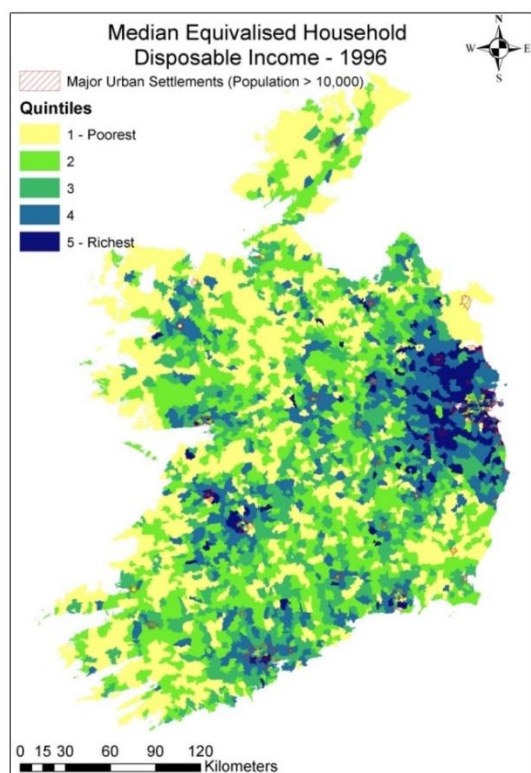 Median Equivalised Household
Disposable Income - 1996
N
W E
S
Major Urban Settlements (Population > 10,000)
Quintiles
1 - Poorest
2
3
4
5 - Richest
0 15 30 60 90 120
Kilometers